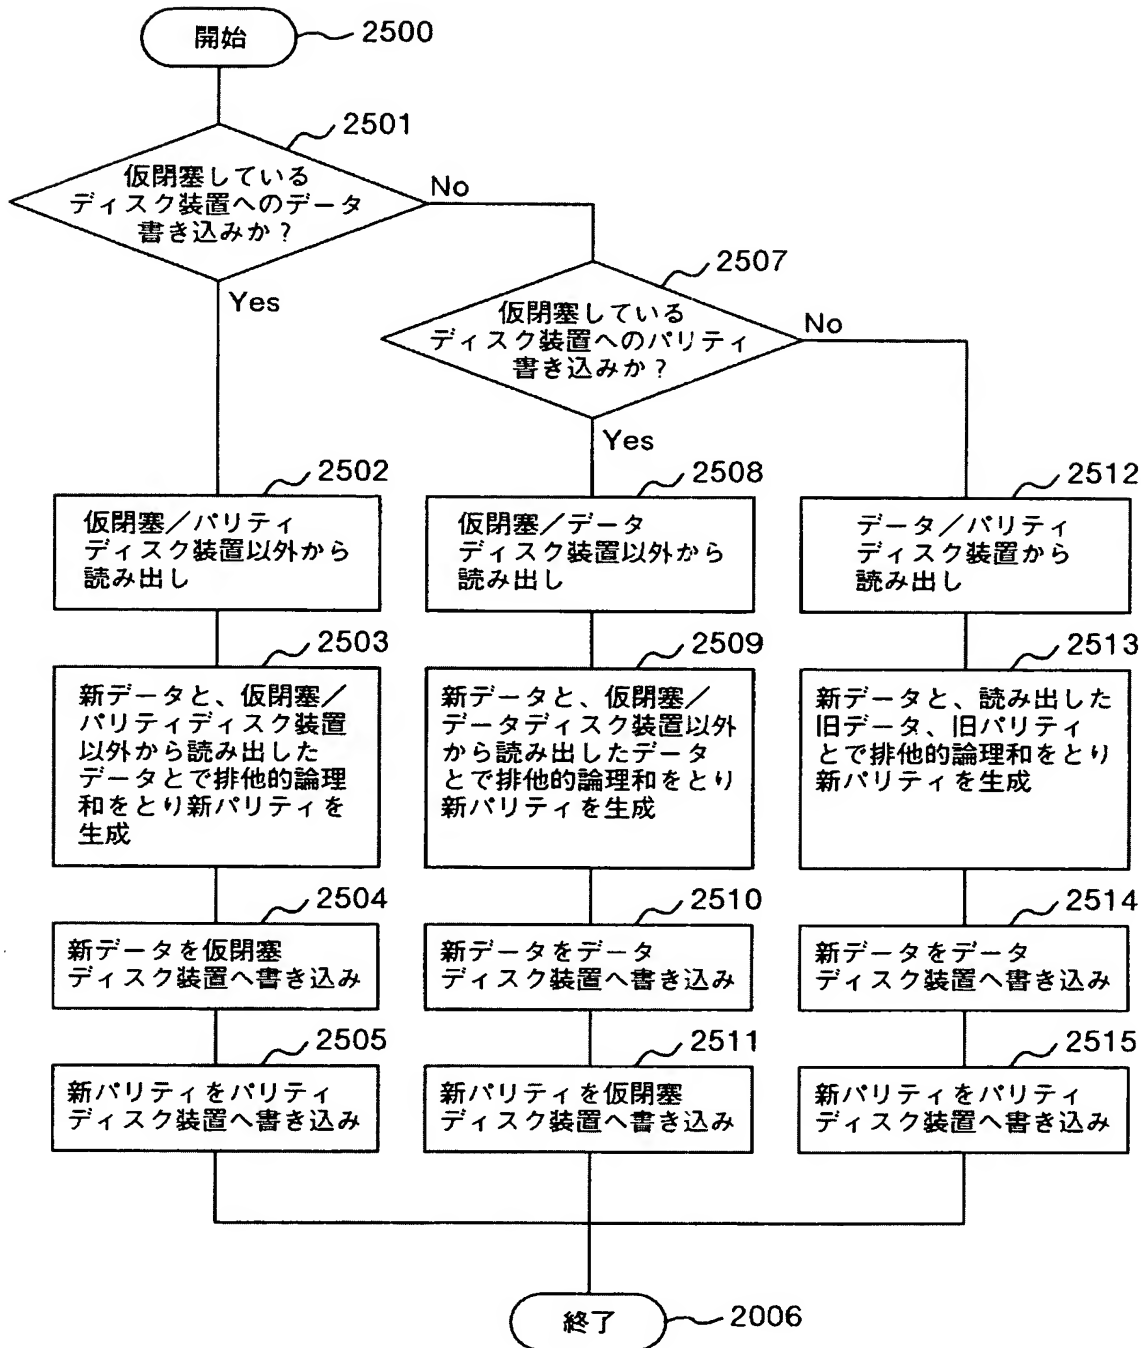 開始
2500
2501
仮閉塞している
ディスク装置へのデータ
書き込みか？
No
Yes
2507
仮閉塞している
ディスク装置へのパリティ
書き込みか？
No
Yes
2502
仮閉塞／パリティ
ディスク装置以外から
読み出し
2508
仮閉塞／データ
ディスク装置以外から
読み出し
2512
データ／パリティ
ディスク装置から
読み出し
2503
新データと、仮閉塞／
パリティディスク装置
以外から読み出した
データとで排他的論理
和をとり新パリティを
生成
2509
新データと、仮閉塞／
データディスク装置以外
から読み出したデータ
とで排他的論理和をとり
新パリティを生成
2513
新データと、読み出した
旧データ、旧パリティ
とで排他的論理和をとり
新パリティを生成
2504
新データを仮閉塞
ディスク装置へ書き込み
2510
新データをデータ
ディスク装置へ書き込み
2514
新データをデータ
ディスク装置へ書き込み
2505
新パリティをパリティ
ディスク装置へ書き込み
2511
新パリティを仮閉塞
ディスク装置へ書き込み
2515
新パリティをパリティ
ディスク装置へ書き込み
終了
2006